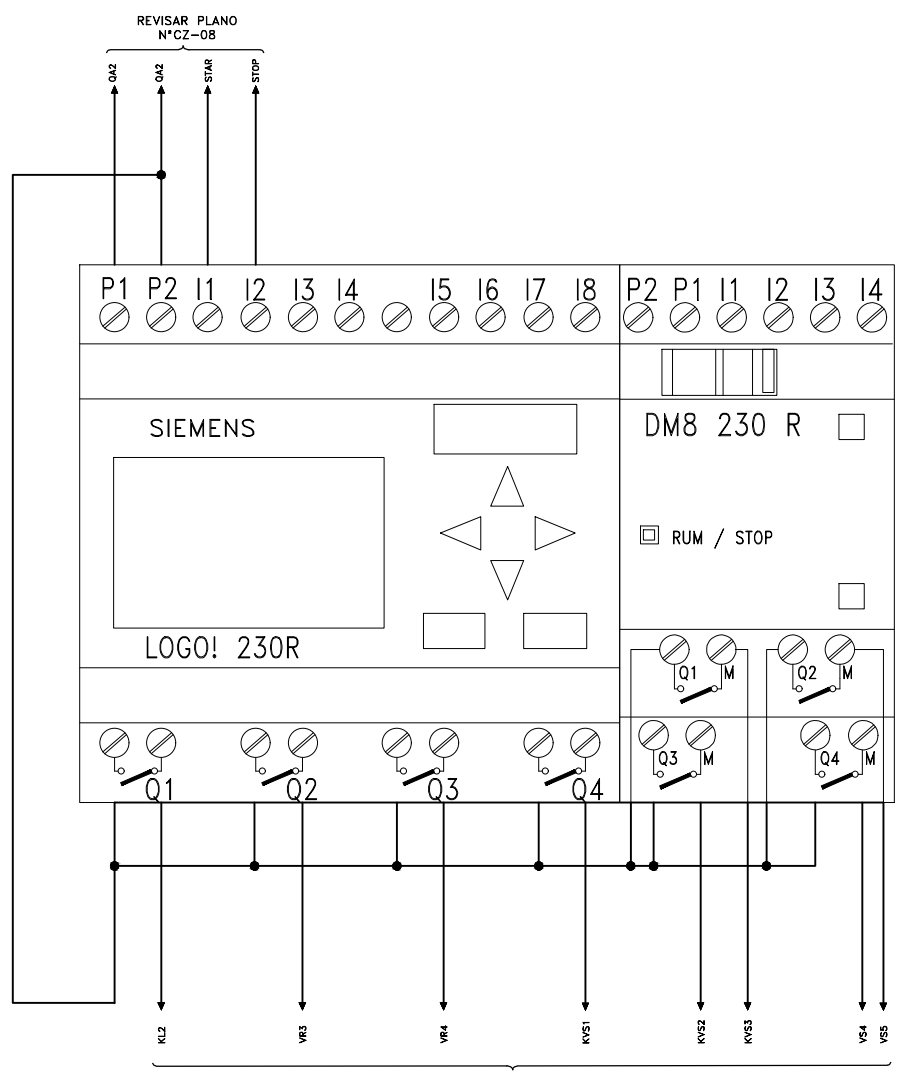 REVISAR PLANO
N°CZ-08
QA2 QA2 STAR STOP
P1 P2 I1 I2 I3 I4 I5 I6 I7 I8 P2 P1 I1 I2 I3 I4
SIEMENS
DM8 230 R
RUM / STOP
LOGO! 230R
Q1 M Q2 M
Q3 M Q4 M
Q1 Q2 Q3 Q4
KL2 VR3 VR4 KVS1 KVS2 KVS3 VS4 VS5